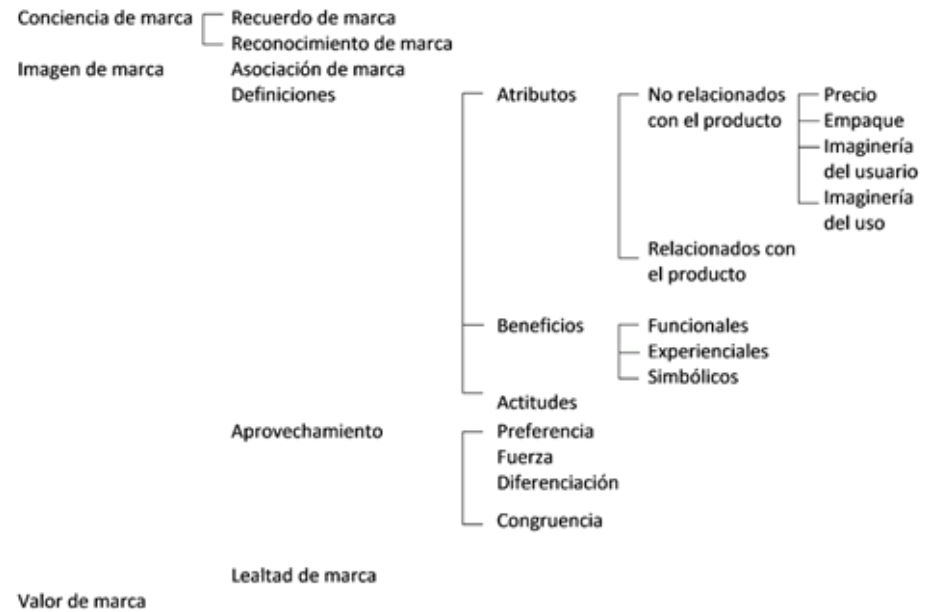 Conciencia de marca Recuerdo de marca
Reconocimiento de marca
Imagen de marca Asociación de marca
Definiciones Atributos No relacionados Precio
con el producto Empaque
Imaginería
del usuario
Imaginería
del uso
Relacionados con
el producto
Beneficios Funcionales
Experienciales
Simbólicos
Actitudes
Aprovechamiento Preferencia
Fuerza
Diferenciación
Congruencia
Lealtad de marca
Valor de marca